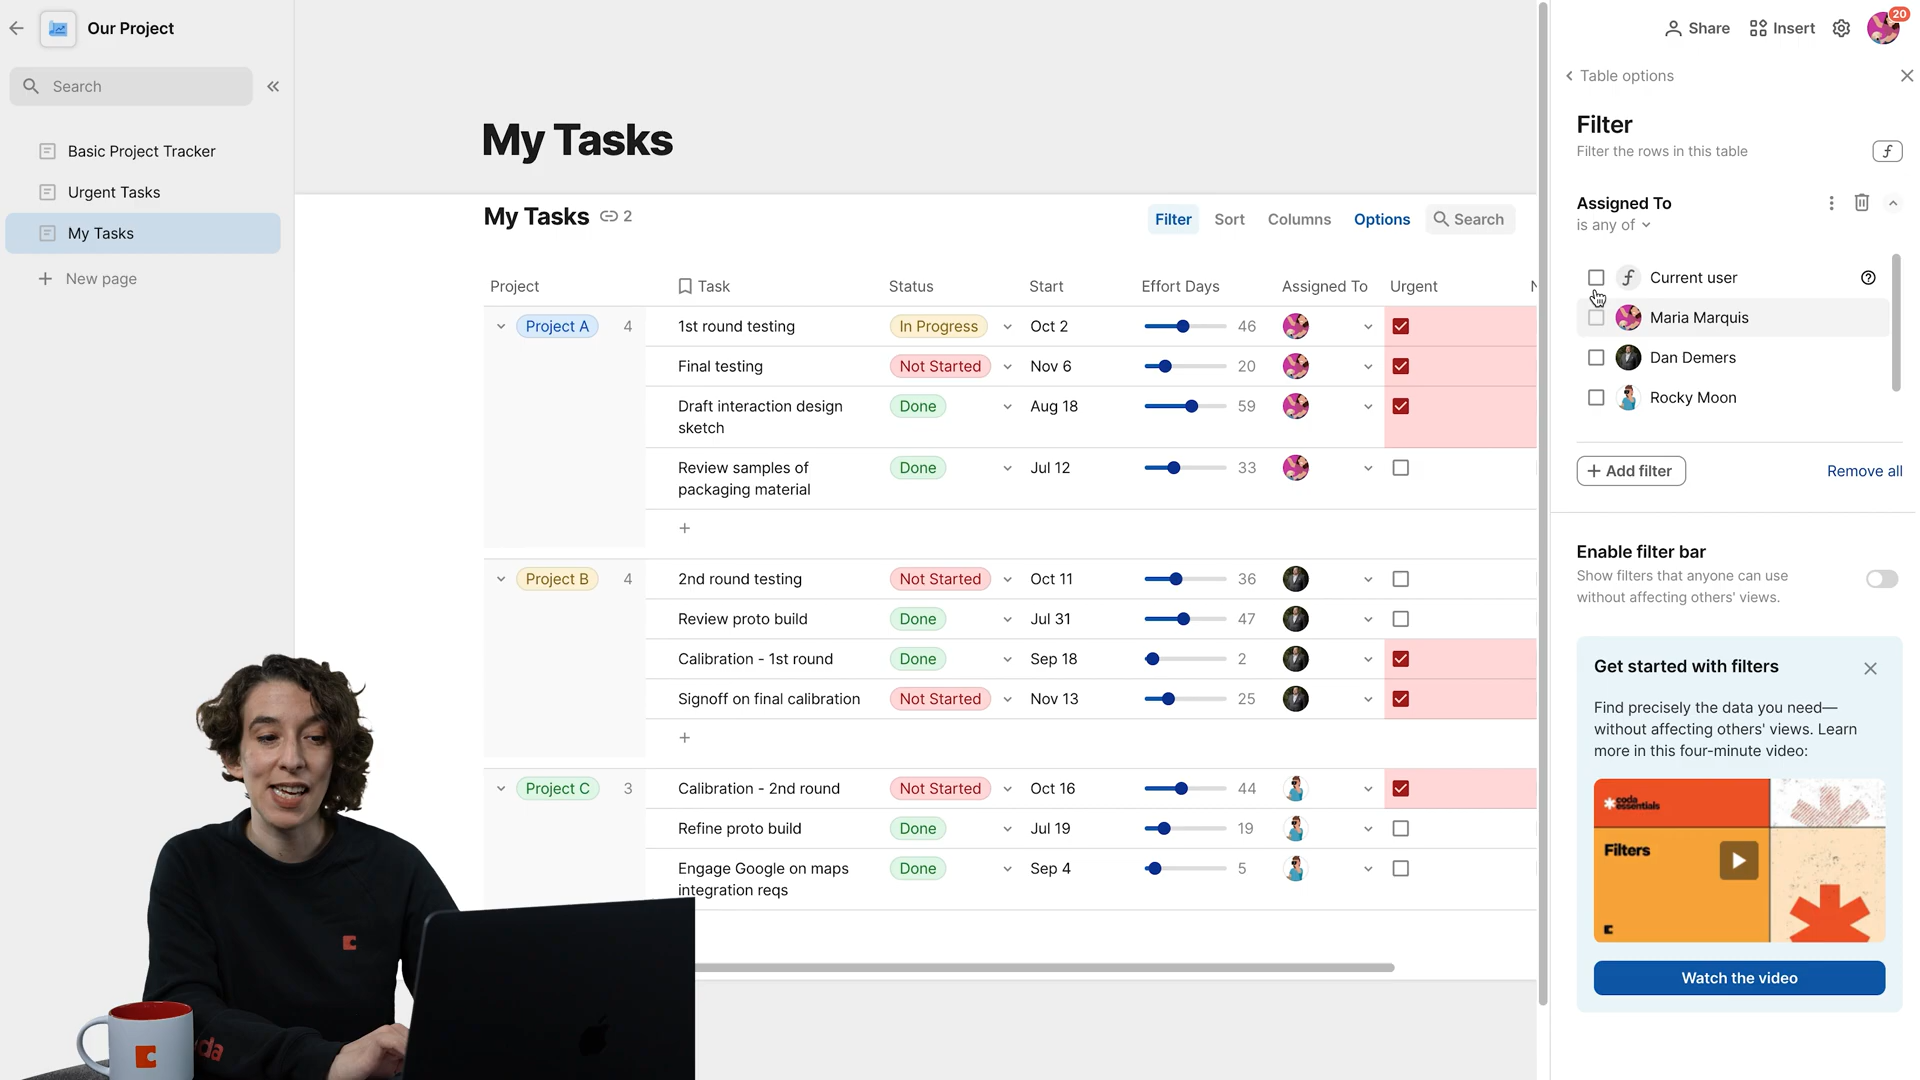 Our Project
Share
Insert
20
Search
Table options
Basic Project Tracker
Urgent Tasks
My Tasks
New page
My Tasks
My Tasks 2
Filter
Sort
Columns
Options
Search
Project
Task
Status
Start
Effort Days
Assigned To
Urgent
Project A 4
1st round testing In Progress Oct 2 46
Final testing Not Started Nov 6 20
Draft interaction design Done Aug 18 59
sketch
Review samples of Done Jul 12 33
packaging material
+
Project B 4
2nd round testing Not Started Oct 11 36
Review proto build Done Jul 31 47
Calibration - 1st round Done Sep 18 2
Signoff on final calibration Not Started Nov 13 25
+
Project C 3
Calibration - 2nd round Not Started Oct 16 44
Refine proto build Done Jul 19 19
Engage Google on maps Done Sep 4 5
integration reqs
Filter
Filter the rows in this table
f
Assigned To
is any of
f Current user
Maria Marquis
Dan Demers
Rocky Moon
+ Add filter
Remove all
Enable filter bar
Show filters that anyone can use
without affecting others' views.
Get started with filters
Find precisely the data you need—
without affecting others' views. Learn
more in this four-minute video:
coda
essentials
Filters
Watch the video
da